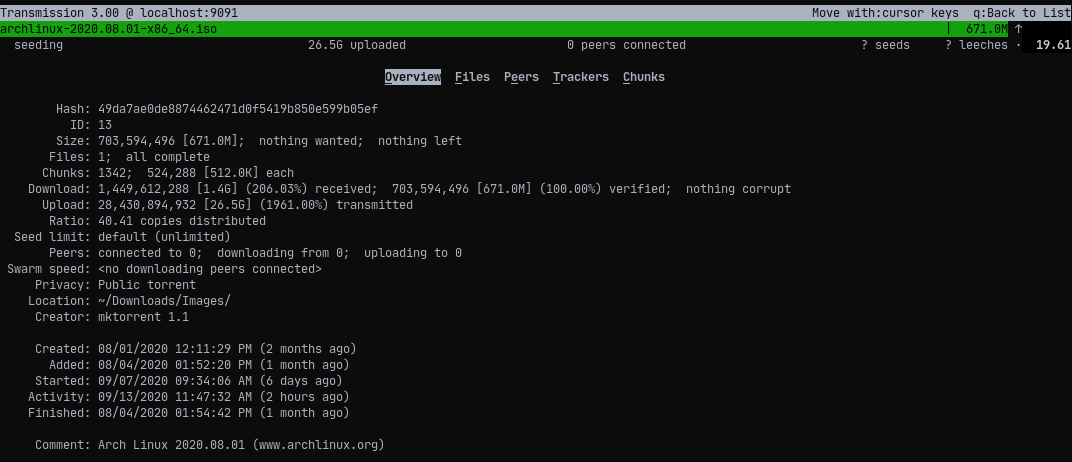 Transmission 3.00 @ localhost:9091 Move with:cursor keys q:Back to List
archlinux-2020.08.01-x86_64.iso | 671.0M ↑
seeding 26.5G uploaded 0 peers connected ? seeds ? leeches · 19.61
Overview Files Peers Trackers Chunks
Hash: 49da7ae0de8874462471d0f5419b850e599b05ef
ID: 13
Size: 703,594,496 [671.0M]; nothing wanted; nothing left
Files: 1; all complete
Chunks: 1342; 524,288 [512.0K] each
Download: 1,449,612,288 [1.4G] (206.03%) received; 703,594,496 [671.0M] (100.00%) verified; nothing corrupt
Upload: 28,430,894,932 [26.5G] (1961.00%) transmitted
Ratio: 40.41 copies distributed
Seed limit: default (unlimited)
Peers: connected to 0; downloading from 0; uploading to 0
Swarm speed: <no downloading peers connected>
Privacy: Public torrent
Location: ~/Downloads/Images/
Creator: mktorrent 1.1
Created: 08/01/2020 12:11:29 PM (2 months ago)
Added: 08/04/2020 01:52:20 PM (1 month ago)
Started: 09/07/2020 09:34:06 AM (6 days ago)
Activity: 09/13/2020 11:47:32 AM (2 hours ago)
Finished: 08/04/2020 01:54:42 PM (1 month ago)
Comment: Arch Linux 2020.08.01 (www.archlinux.org)